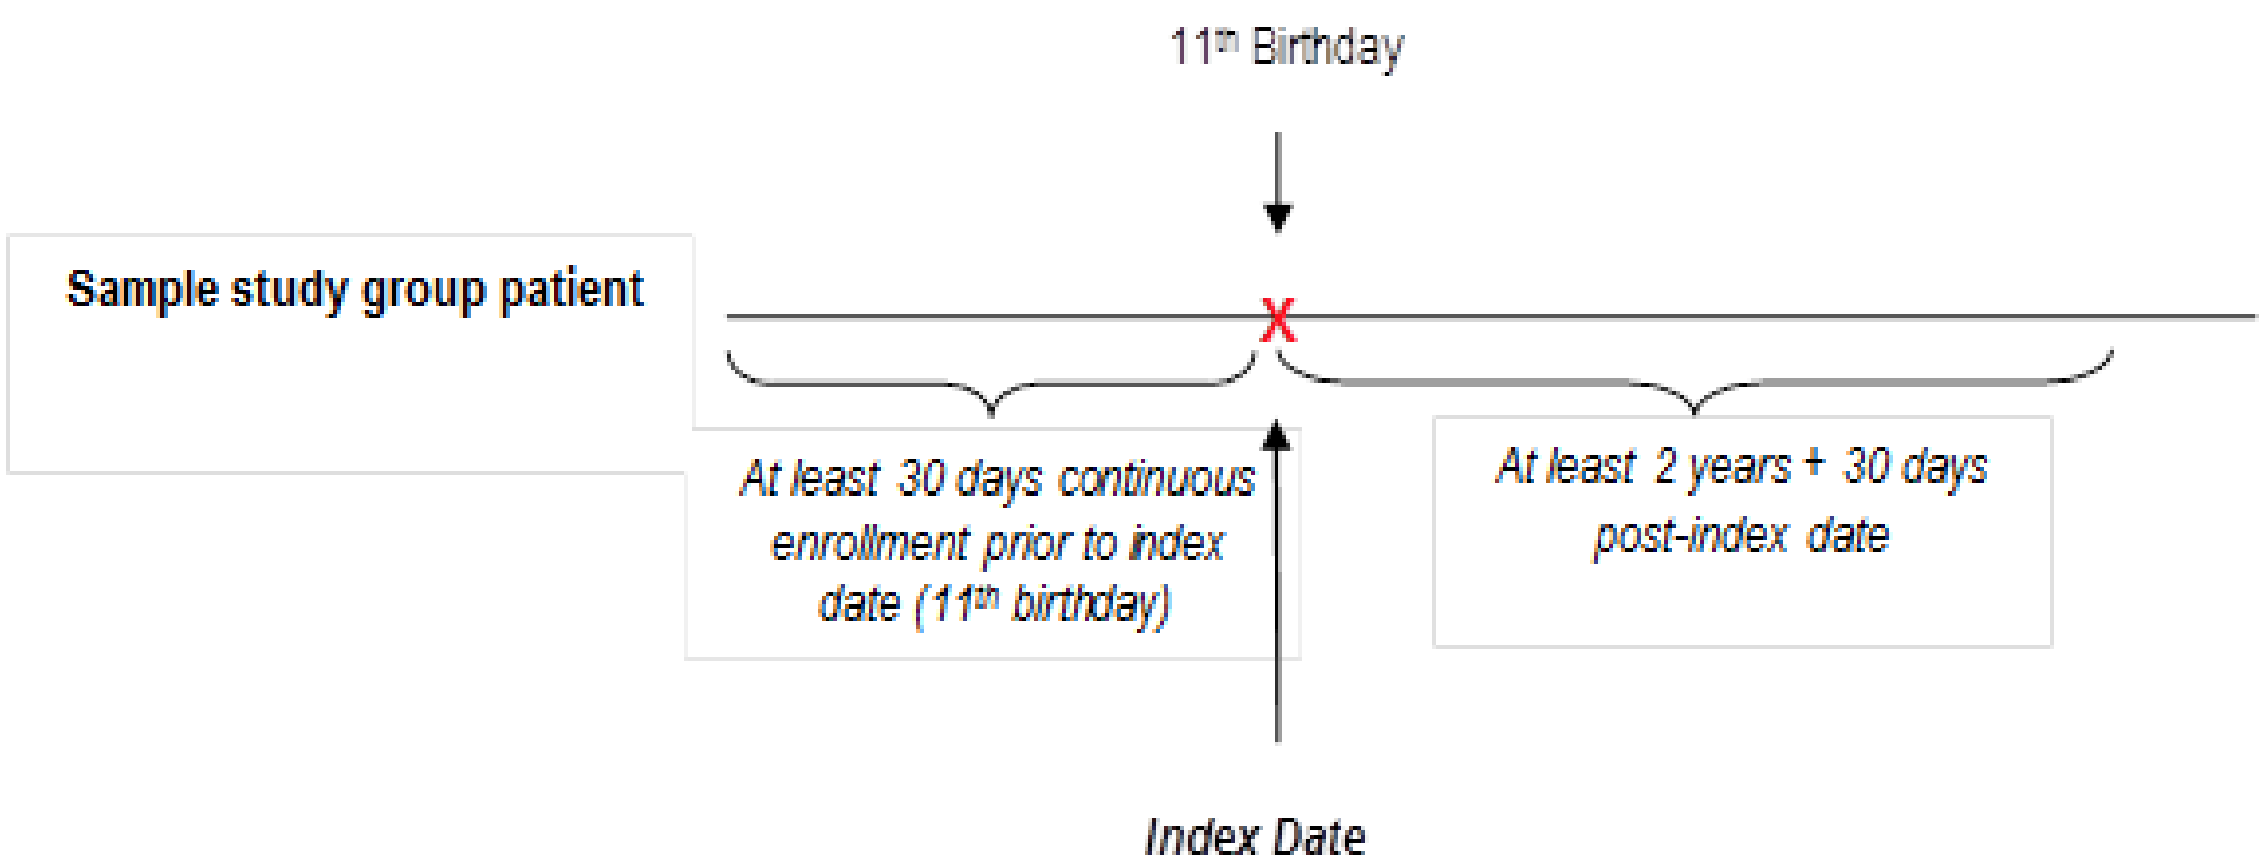 11th Birthday
Sample study group patient
X
At least 30 days continuous
enrollment prior to index
date (11th birthday)
At least 2 years + 30 days
post-index date
Index Date